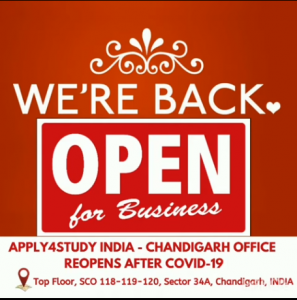 WE'RE BACK
OPEN
for Business
APPLY4STUDY INDIA - CHANDIGARH OFFICE
REOPENS AFTER COVID-19
Top Floor, SCO 118-119-120, Sector 34A, Chandigarh, INDIA